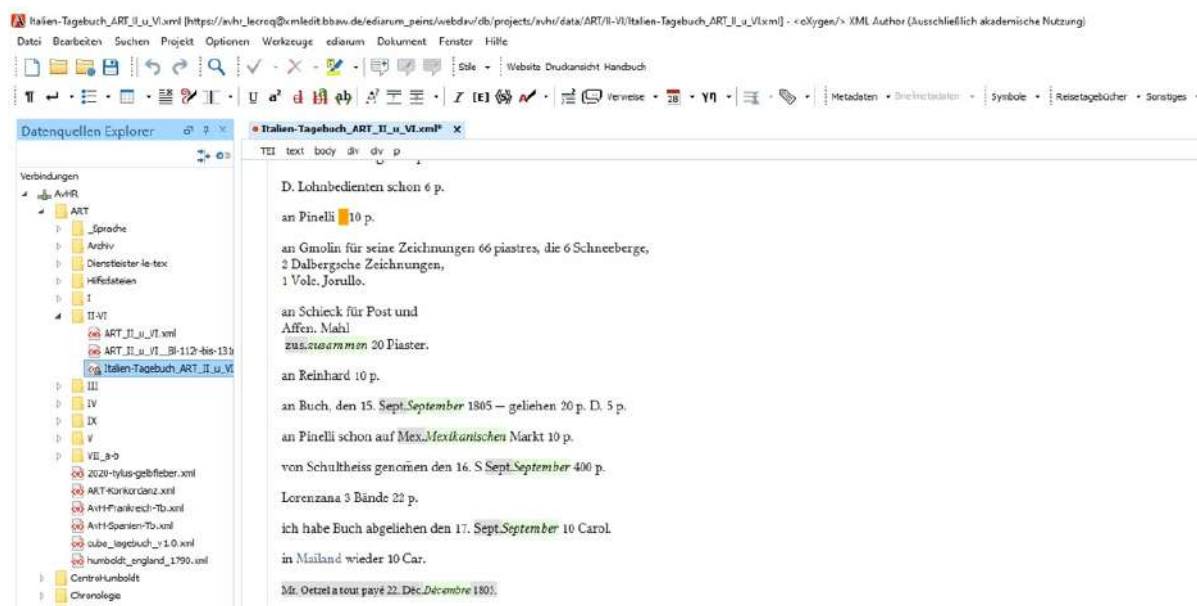 Italien-Tagebuch_ART_II_u_VI.xml [https://avhr_lecroq@xmledit.bbaw.de/ediarum_peins/webdav/db/projects/avhr/data/ART/II-VI/Italien-Tagebuch_ART_II_u_VI.xml] - <oXygen/> XML Author (Ausschließlich akademische Nutzung)
Datei Bearbeiten Suchen Projekt Optionen Werkzeuge ediarum Dokument Fenster Hilfe
Stile Website Druckansicht Handbuch
Verweise Metadaten Briefmetadaten Symbole Reisetagebücher Sonstiges
Datenquellen Explorer
Italien-Tagebuch_ART_II_u_VI.xml*
TEI text body div div p
Verbindungen
AvHR
ART
_Sprache
Archiv
Dienstleister-le-tex
Hilfsdateien
I
II-VI
ART_II_u_VI.xml
ART_II_u_VI__Bl-112r-bis-131r
Italien-Tagebuch_ART_II_u_VI
III
IV
IX
V
VII_a-b
2020-tylus-gelbfieber.xml
ART-Konkordanz.xml
AvH-Frankreich-Tb.xml
AvH-Spanien-Tb.xml
cuba_tagebuch_v1.0.xml
humboldt_england_1790.xml
CentroHumboldt
Chronologie
D. Lohnbedienten schon 6 p.
an Pinelli 10 p.
an Gmolin für seine Zeichnungen 66 piastres, die 6 Schneeberge,
2 Dalbergsche Zeichnungen,
1 Volc. Jorullo.
an Schieck für Post und
Affen. Mahl
zus.zusammen 20 Piaster.
an Reinhard 10 p.
an Buch, den 15. Sept.September 1805 — geliehen 20 p. D. 5 p.
an Pinelli schon auf Mex.Mexikanischen Markt 10 p.
von Schultheiss genom̅en den 16. S Sept.September 400 p.
Lorenzana 3 Bände 22 p.
ich habe Buch abgeliehen den 17. Sept.September 10 Carol.
in Mailand wieder 10 Car.
Mr. Oetzel a tout payé 22. Déc.Décembre 1805.